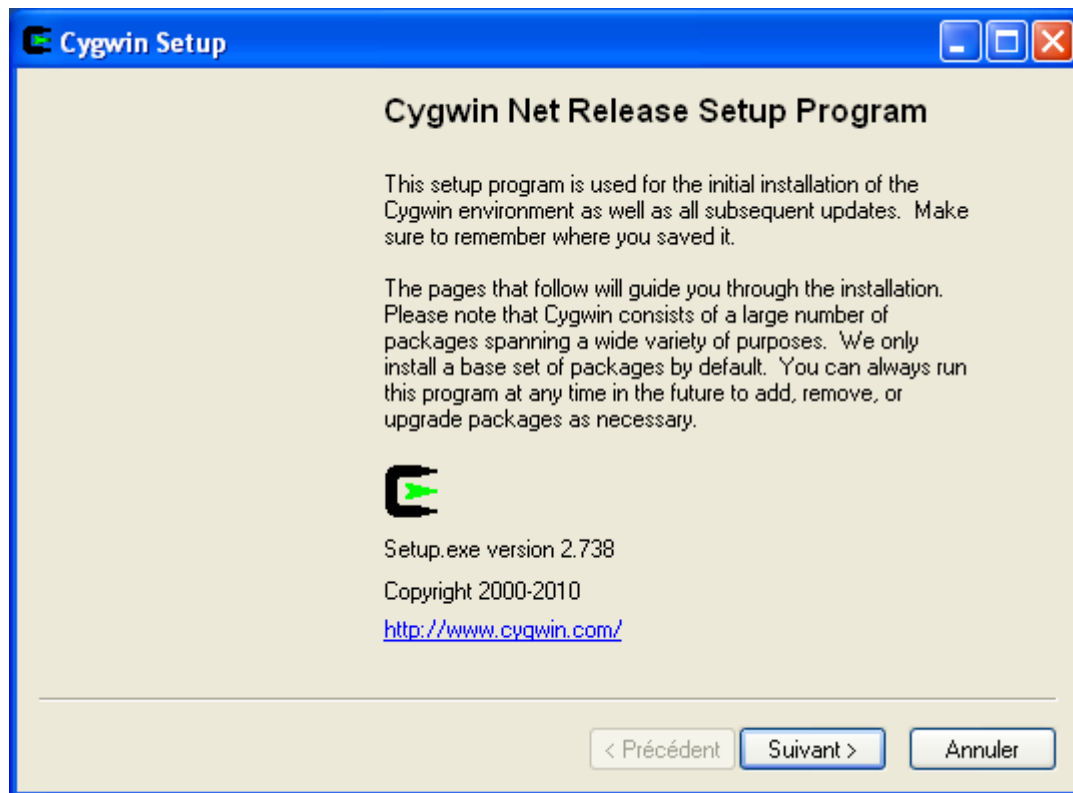 Cygwin Setup
Cygwin Net Release Setup Program
This setup program is used for the initial installation of the
Cygwin environment as well as all subsequent updates.  Make
sure to remember where you saved it.
The pages that follow will guide you through the installation.
Please note that Cygwin consists of a large number of
packages spanning a wide variety of purposes.  We only
install a base set of packages by default.  You can always run
this program at any time in the future to add, remove, or
upgrade packages as necessary.
Setup.exe version 2.738
Copyright 2000-2010
http://www.cygwin.com/
< Précédent Suivant > Annuler